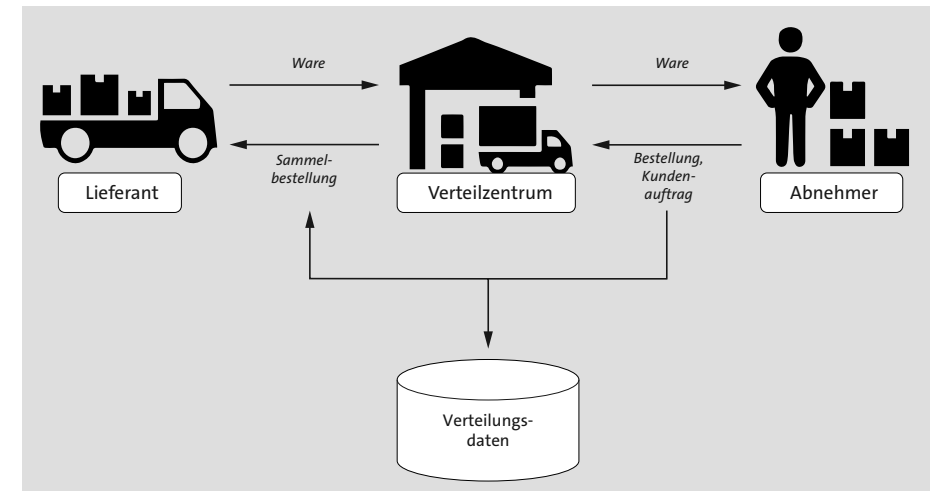 Ware
Ware
Sammel-
bestellung
Bestellung,
Kunden-
auftrag
Lieferant
Verteilzentrum
Abnehmer
Verteilungs-
daten